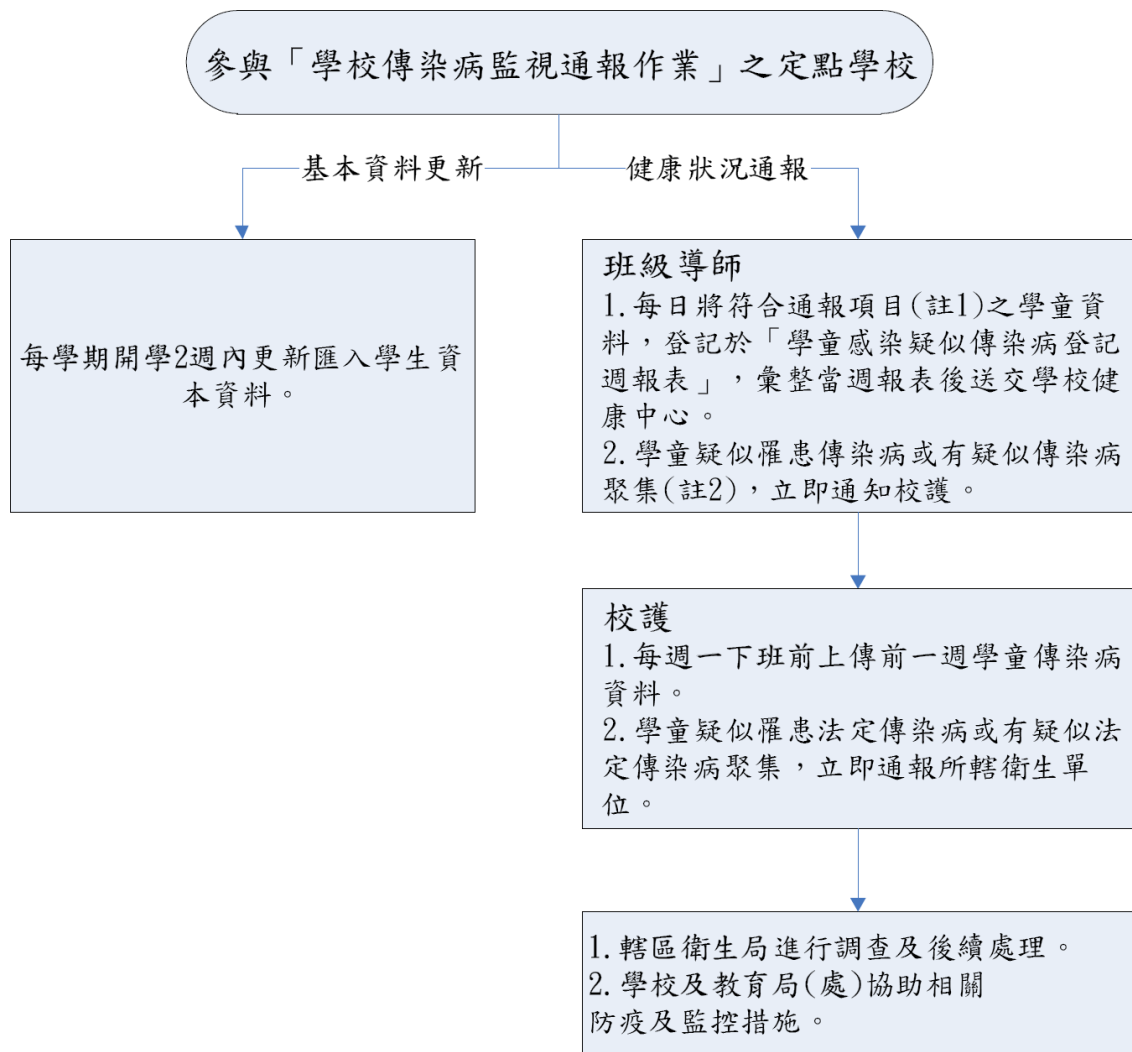 參與「學校傳染病監視通報作業」之定點學校
基本資料更新
健康狀況通報
每學期開學2週內更新匯入學生資
本資料。
班級導師
1.每日將符合通報項目(註1)之學童資
料，登記於「學童感染疑似傳染病登記
週報表」，彙整當週報表後送交學校健
康中心。
2.學童疑似罹患傳染病或有疑似傳染病
聚集(註2)，立即通知校護。
校護
1.每週一下班前上傳前一週學童傳染病
資料。
2.學童疑似罹患法定傳染病或有疑似法
定傳染病聚集，立即通報所轄衛生單
位。
1.轄區衛生局進行調查及後續處理。
2.學校及教育局(處)協助相關
防疫及監控措施。